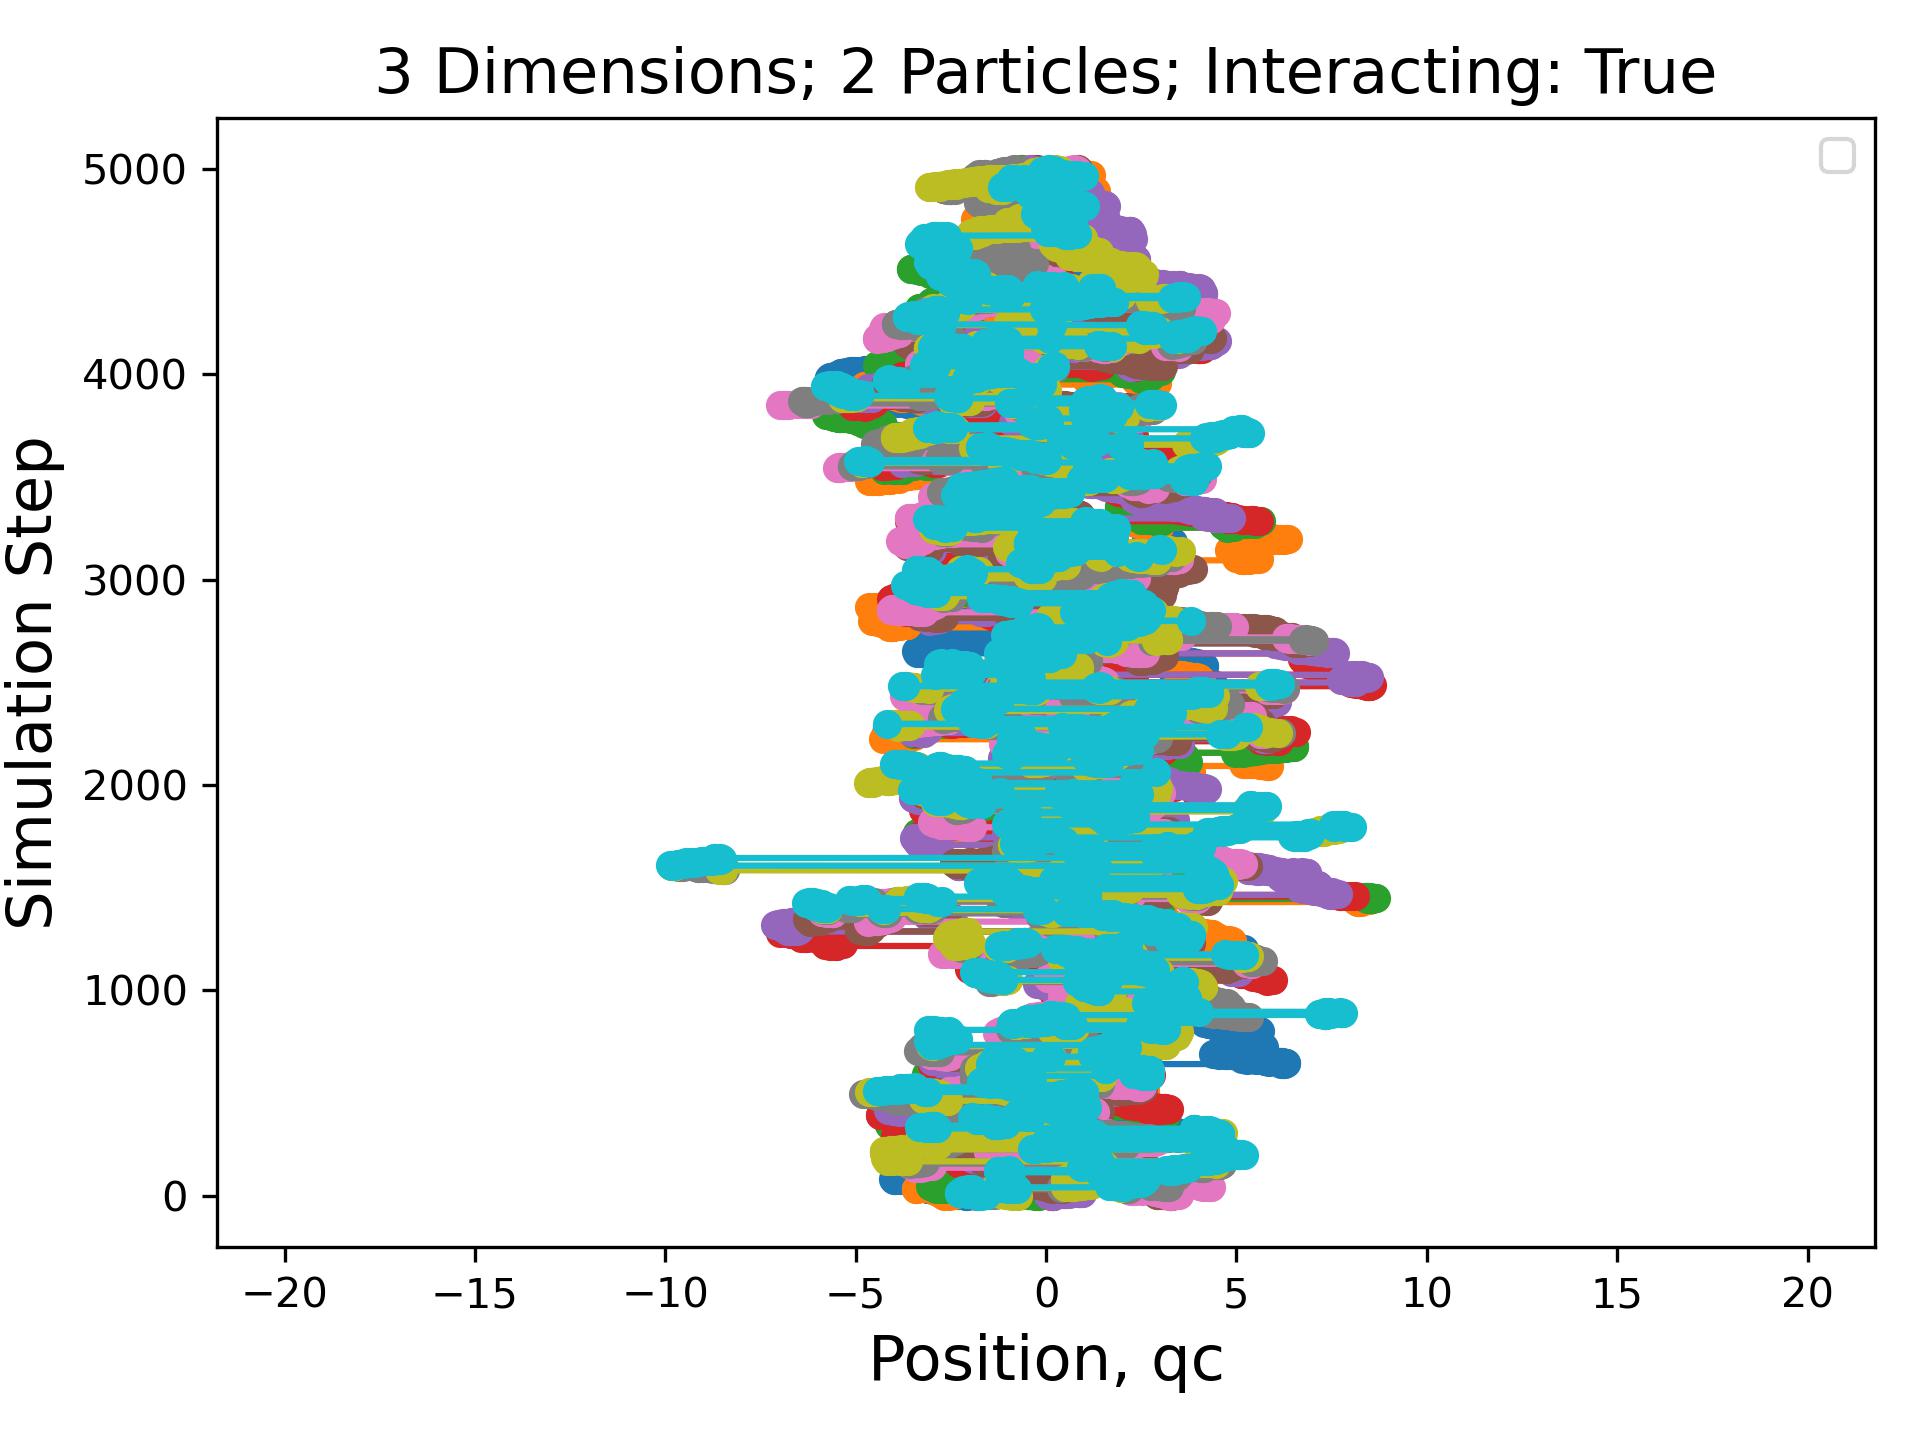 3 Dimensions; 2 Particles; Interacting: True
Simulation Step
5000
4000
3000
2000
1000
0
−20 −15 −10 −5 0 5 10 15 20
Position, qc